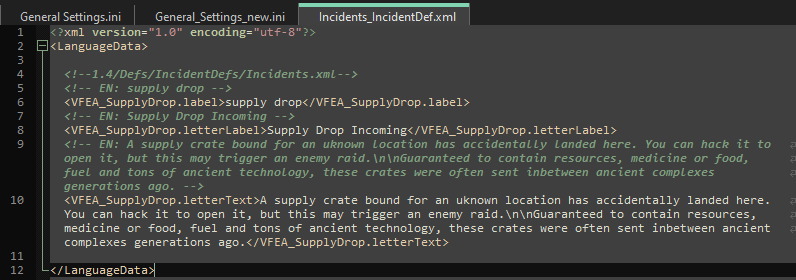 General Settings.ini General_Settings_new.ini Incidents_IncidentDef.xml
1 <?xml version="1.0" encoding="utf-8"?>
2 <LanguageData>
3
4 <!--1.4/Defs/IncidentDefs/Incidents.xml-->
5 <!-- EN: supply drop -->
6 <VFEA_SupplyDrop.label>supply drop</VFEA_SupplyDrop.label>
7 <!-- EN: Supply Drop Incoming -->
8 <VFEA_SupplyDrop.letterLabel>Supply Drop Incoming</VFEA_SupplyDrop.letterLabel>
9 <!-- EN: A supply crate bound for an uknown location has accidentally landed here. You can hack it to
open it, but this may trigger an enemy raid.\n\nGuaranteed to contain resources, medicine or food,
fuel and tons of ancient technology, these crates were often sent inbetween ancient complexes
generations ago. -->
10 <VFEA_SupplyDrop.letterText>A supply crate bound for an uknown location has accidentally landed here.
You can hack it to open it, but this may trigger an enemy raid.\n\nGuaranteed to contain resources,
medicine or food, fuel and tons of ancient technology, these crates were often sent inbetween ancient
complexes generations ago.</VFEA_SupplyDrop.letterText>
11
12 </LanguageData>